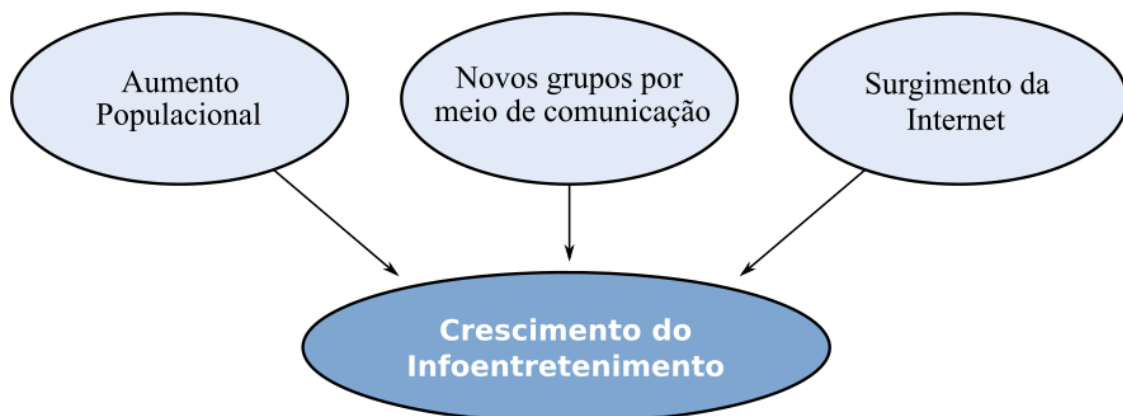 Aumento
Populacional
Novos grupos por
meio de comunicação
Surgimento da
Internet
Crescimento do
Infoentretenimento